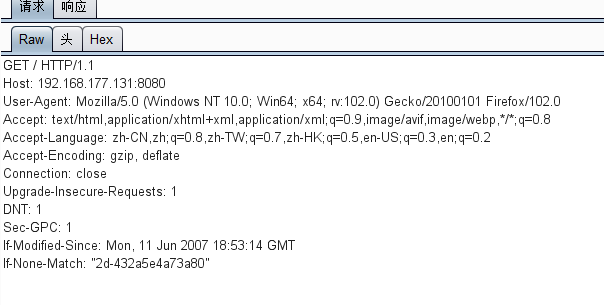 请求 响应
Raw 头 Hex
GET / HTTP/1.1
Host: 192.168.177.131:8080
User-Agent: Mozilla/5.0 (Windows NT 10.0; Win64; x64; rv:102.0) Gecko/20100101 Firefox/102.0
Accept: text/html,application/xhtml+xml,application/xml;q=0.9,image/avif,image/webp,*/*;q=0.8
Accept-Language: zh-CN,zh;q=0.8,zh-TW;q=0.7,zh-HK;q=0.5,en-US;q=0.3,en;q=0.2
Accept-Encoding: gzip, deflate
Connection: close
Upgrade-Insecure-Requests: 1
DNT: 1
Sec-GPC: 1
If-Modified-Since: Mon, 11 Jun 2007 18:53:14 GMT
If-None-Match: "2d-432a5e4a73a80"